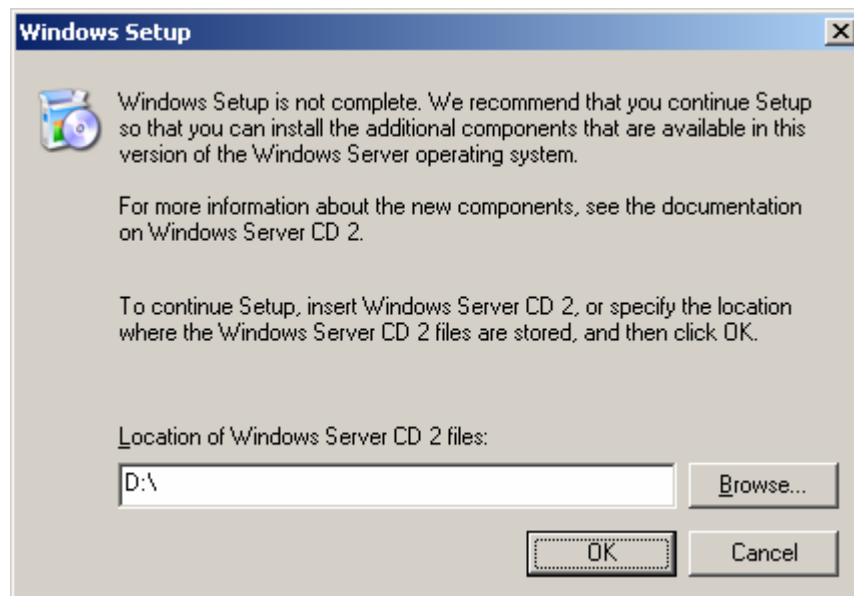 Windows Setup
Windows Setup is not complete. We recommend that you continue Setup
so that you can install the additional components that are available in this
version of the Windows Server operating system.
For more information about the new components, see the documentation
on Windows Server CD 2.
To continue Setup, insert Windows Server CD 2, or specify the location
where the Windows Server CD 2 files are stored, and then click OK.
Location of Windows Server CD 2 files:
D:\
Browse...
OK
Cancel